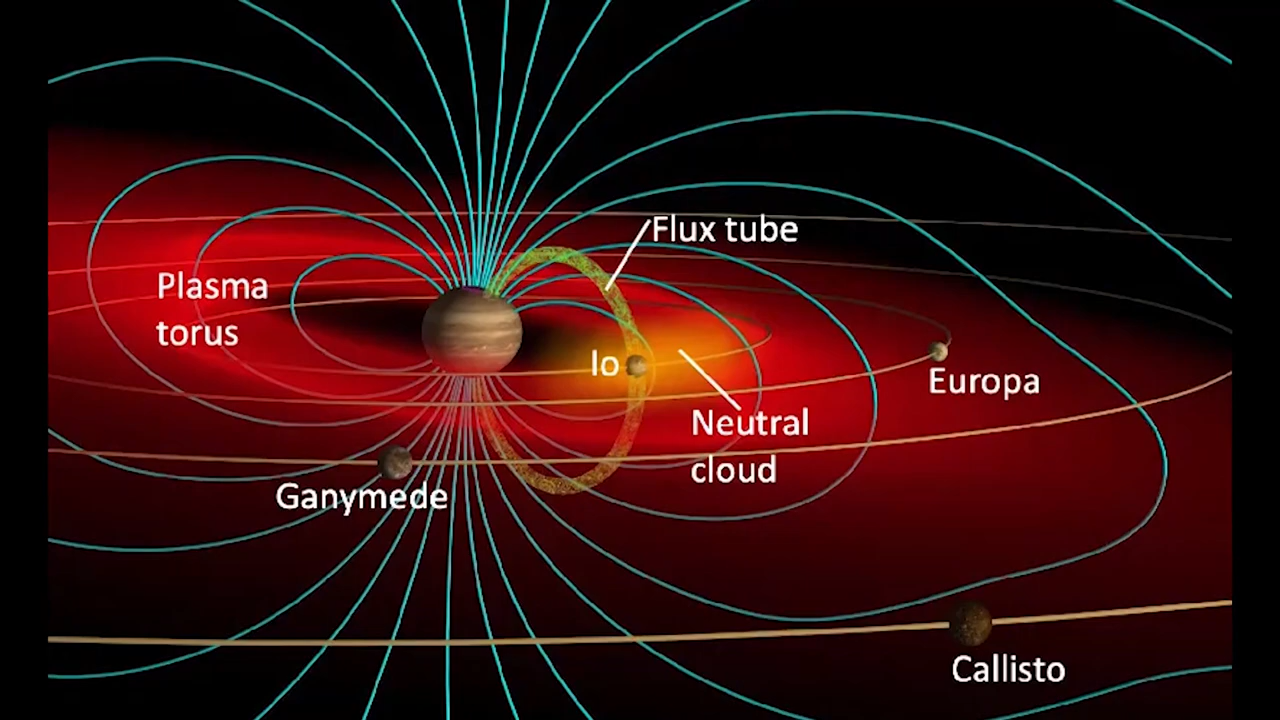 Flux tube
Plasma
torus
Io
Europa
Neutral
cloud
Ganymede
Callisto